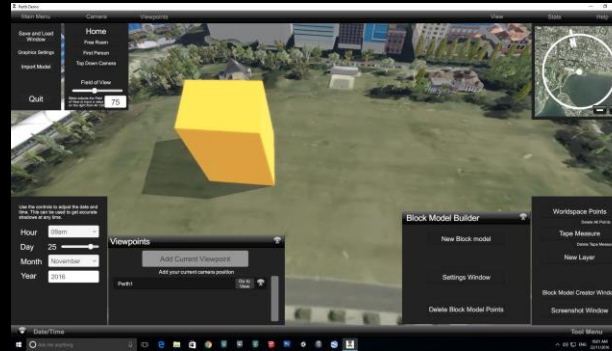 Perth Demo
Main Menu
Camera
Viewpoints
View
Stats
Help
Save and Load
Window
Graphics Settings
Import Model
Quit
Home
Free Roam
First Person
Top Down Camera
Field of View
75
Use the controls to adjust the date and
time. This can be used to get accurate
shadows at any time.
Hour 09am
Day 25
Month November
Year 2016
Viewpoints
Add Current Viewpoint
Add your current camera position
Perth1
Go to
View
Block Model Builder
New Block model
Settings Window
Delete Block Model Points
Workspace Points
Delete All Points
Tape Measure
Delete Tape Measure
New Layer
Block Model Creator Window
Screenshot Window
Date/Time
Tool Menu
Ask me anything
ENG